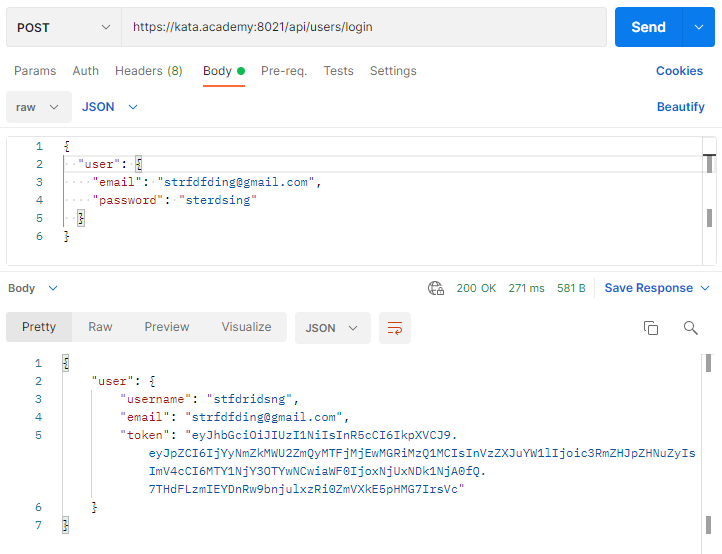 POST https://kata.academy:8021/api/users/login Send
Params Auth Headers (8) Body Pre-req. Tests Settings Cookies
raw JSON Beautify
1 {
2 "user": {
3 "email": "strfdfding@gmail.com",
4 "password": "sterdsing"
5 }
6 }
Body 200 OK 271 ms 581 B Save Response
Pretty Raw Preview Visualize JSON
1 {
2 "user": {
3 "username": "stfdridsng",
4 "email": "strfdfding@gmail.com",
5 "token": "eyJhbGciOiJIUzI1NiIsInR5cCI6IkpXVCJ9.
eyJpZCI6IjYyNmZkMWU2ZmQyMTFjMjEwMGRiMzQ1MCIsInVzZXJuYW1lIjoic3RmZHJpZHNuZyIs
ImV4cCI6MTY1NjY3OTYwNCwiaWF0IjoxNjUxNDk1NjA0fQ.
7THdFLzmIEYDnRw9bnjulxzRi0ZmVXkE5pHMG7IrsVc"
6 }
7 }